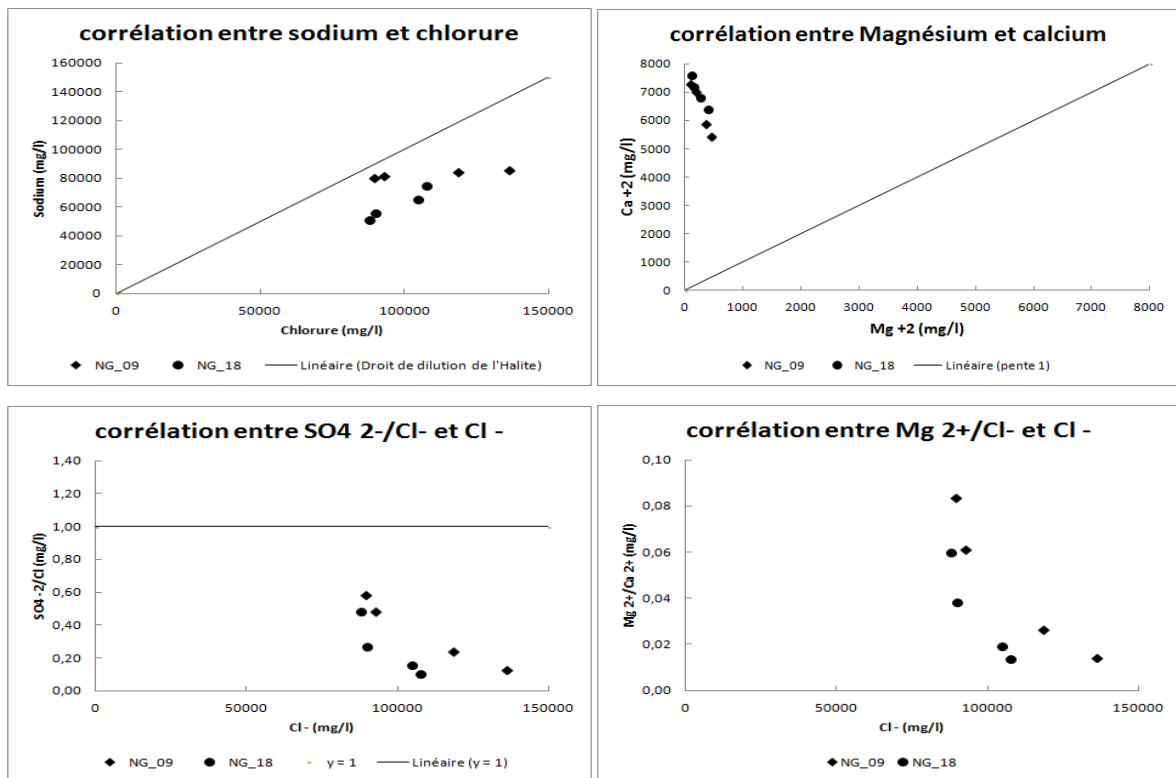 corrélation entre sodium et chlorure
160000
140000
120000
100000
80000
60000
40000
20000
0
Sodium (mg/l)
0
50000
100000
150000
Chlorure (mg/l)
NG_09
NG_18
Linéaire (Droit de dilution de l'Halite)
corrélation entre Magnésium et calcium
8000
7000
6000
5000
4000
3000
2000
1000
0
Ca +2 (mg/l)
0
1000
2000
3000
4000
5000
6000
7000
8000
Mg +2 (mg/l)
NG_09
NG_18
Linéaire (pente 1)
corrélation entre SO4 2-/Cl- et Cl -
1,40
1,20
1,00
0,80
0,60
0,40
0,20
0,00
SO4 -2/Cl (mg/l)
0
50000
100000
150000
Cl - (mg/l)
NG_09
NG_18
y = 1
Linéaire (y = 1)
corrélation entre Mg 2+/Cl- et Cl -
0,10
0,08
0,06
0,04
0,02
0,00
Mg 2+/Ca 2+ (mg/l)
0
50000
100000
150000
Cl - (mg/l)
NG_09
NG_18